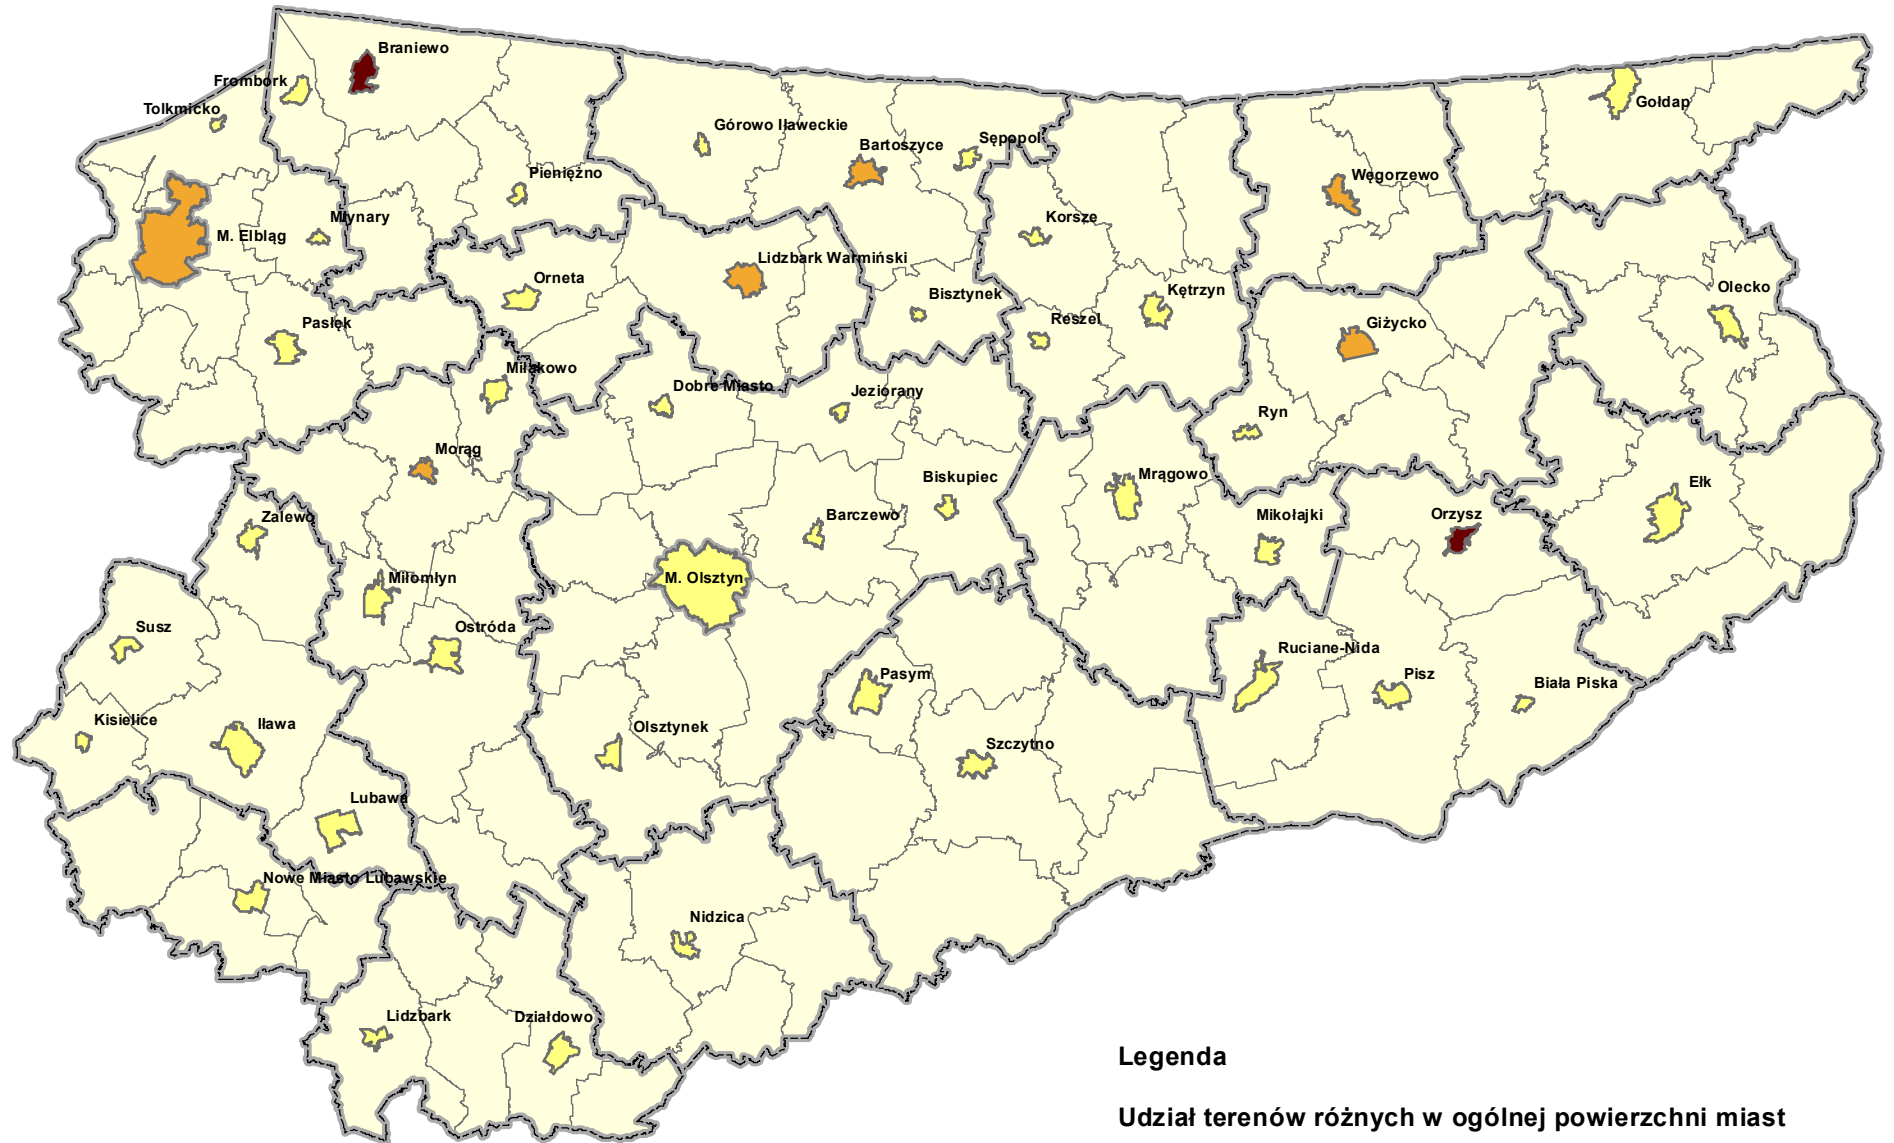 Braniewo
Frombork
Tolkmicko
Gołdap
Górowo Iławeckie
Bartoszyce
Sępopol
Pieniężno
Węgorzewo
Młynary
M. Elbląg
Korsze
Lidzbark Warmiński
Orneta
Bisztynek
Kętrzyn
Olecko
Pasłęk
Reszel
Giżycko
Miłakowo
Dobre Miasto
Jeziorany
Ryn
Morąg
Biskupiec
Mrągowo
Ełk
Zalewo
Barczewo
Mikołajki
Orzysz
Miłomłyn
M. Olsztyn
Susz
Ostróda
Ruciane-Nida
Pasym
Pisz
Biała Piska
Kisielice
Iława
Olsztynek
Szczytno
Lubawa
Nowe Miasto Lubawskie
Nidzica
Lidzbark
Działdowo
Legenda
Udział terenów różnych w ogólnej powierzchni miast